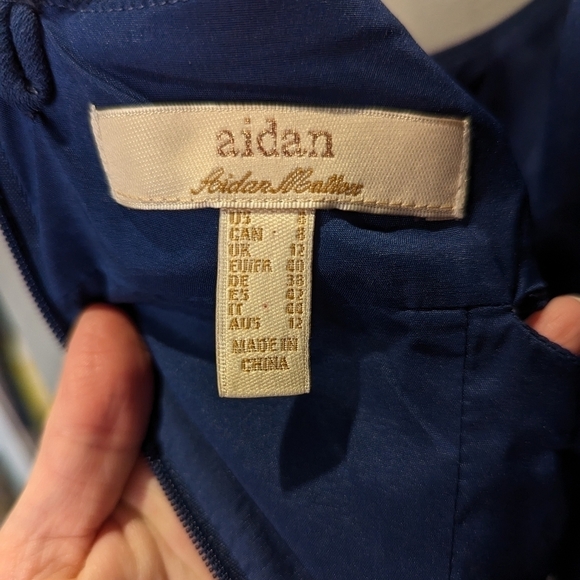 aidan
Aidan Mattox
US 8
CAN 8
UK 12
EU/FR 40
DE 38
ES 42
IT 44
AUS 12
MADE IN
CHINA